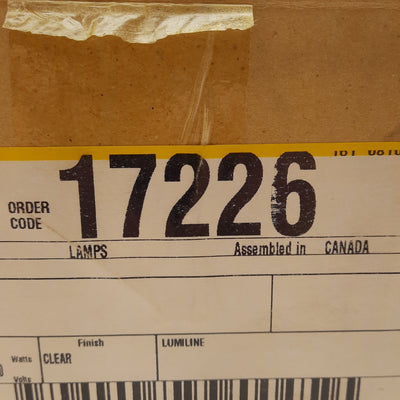 ORDER CODE 17226
LAMPS Assembled in CANADA
Finish LUMILINE
Watts CLEAR
Volts